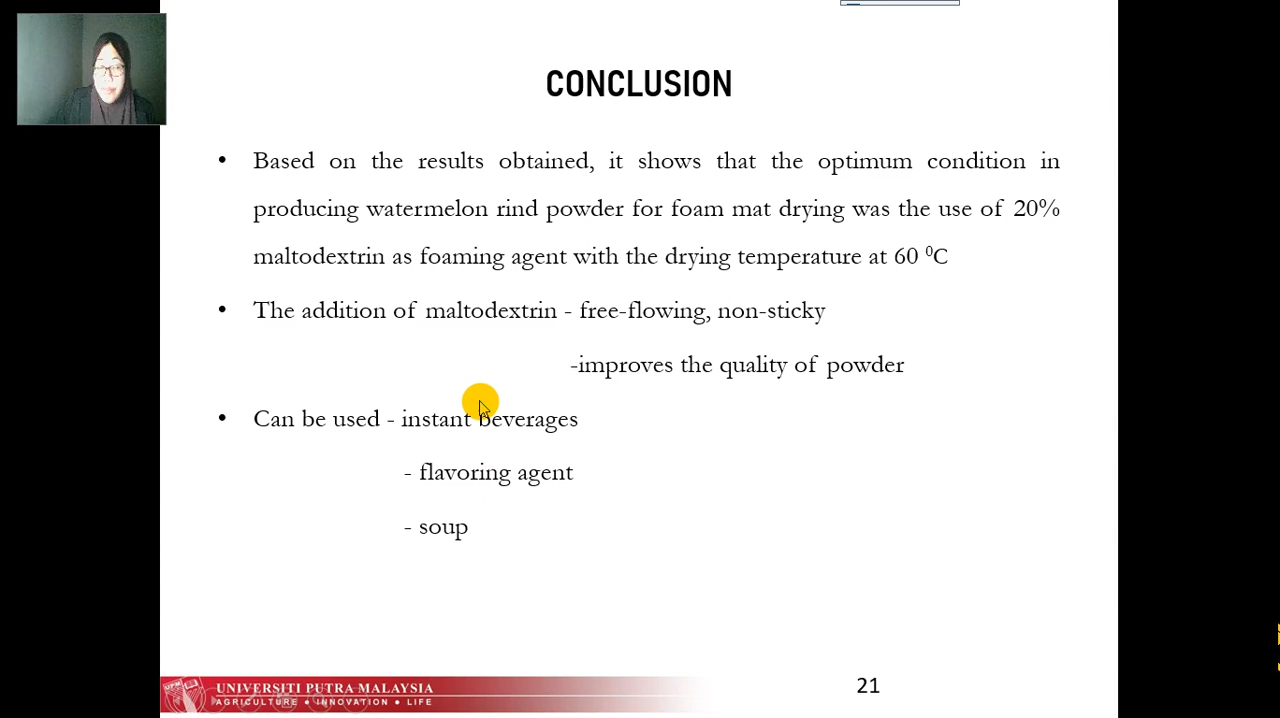 CONCLUSION
• Based on the results obtained, it shows that the optimum condition in
producing watermelon rind powder for foam mat drying was the use of 20%
maltodextrin as foaming agent with the drying temperature at 60 ⁰C
• The addition of maltodextrin - free-flowing, non-sticky
-improves the quality of powder
• Can be used - instant beverages
- flavoring agent
- soup
UPM
UNIVERSITI PUTRA MALAYSIA
AGRICULTURE • INNOVATION • LIFE
21